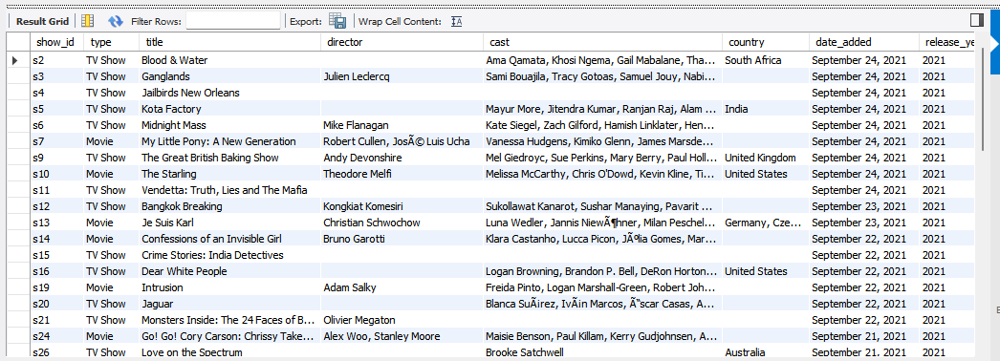 Result Grid Filter Rows: Export: Wrap Cell Content:
show_id type title director cast country date_added release_ye
s2 TV Show Blood & Water Ama Qamata, Khosi Ngema, Gail Mabalane, Tha... South Africa September 24, 2021 2021
s3 TV Show Ganglands Julien Leclercq Sami Bouajila, Tracy Gotoas, Samuel Jouy, Nabi... September 24, 2021 2021
s4 TV Show Jailbirds New Orleans September 24, 2021 2021
s5 TV Show Kota Factory Mayur More, Jitendra Kumar, Ranjan Raj, Alam ... India September 24, 2021 2021
s6 TV Show Midnight Mass Mike Flanagan Kate Siegel, Zach Gilford, Hamish Linklater, Hen... September 24, 2021 2021
s7 Movie My Little Pony: A New Generation Robert Cullen, JosÃ© Luis Ucha Vanessa Hudgens, Kimiko Glenn, James Marsde... September 24, 2021 2021
s9 TV Show The Great British Baking Show Andy Devonshire Mel Giedroyc, Sue Perkins, Mary Berry, Paul Holl... United Kingdom September 24, 2021 2021
s10 Movie The Starling Theodore Melfi Melissa McCarthy, Chris O'Dowd, Kevin Kline, Ti... United States September 24, 2021 2021
s11 TV Show Vendetta: Truth, Lies and The Mafia September 24, 2021 2021
s12 TV Show Bangkok Breaking Kongkiat Komesiri Sukollawat Kanarot, Sushar Manaying, Pavarit ... September 23, 2021 2021
s13 Movie Je Suis Karl Christian Schwochow Luna Wedler, Jannis NiewÃ¶hner, Milan Peschel... Germany, Cze... September 23, 2021 2021
s14 Movie Confessions of an Invisible Girl Bruno Garotti Klara Castanho, Lucca Picon, JÃºlia Gomes, Mar... September 22, 2021 2021
s15 TV Show Crime Stories: India Detectives September 22, 2021 2021
s16 TV Show Dear White People Logan Browning, Brandon P. Bell, DeRon Horton... United States September 22, 2021 2021
s19 Movie Intrusion Adam Salky Freida Pinto, Logan Marshall-Green, Robert Joh... September 22, 2021 2021
s20 TV Show Jaguar Blanca SuÃ¡rez, IvÃ¡n Marcos, Ã“scar Casas, A... September 22, 2021 2021
s21 TV Show Monsters Inside: The 24 Faces of B... Olivier Megaton September 22, 2021 2021
s24 Movie Go! Go! Cory Carson: Chrissy Take... Alex Woo, Stanley Moore Maisie Benson, Paul Killam, Kerry Gudjohnsen, A... September 21, 2021 2021
s26 TV Show Love on the Spectrum Brooke Satchwell Australia September 21, 2021 2021